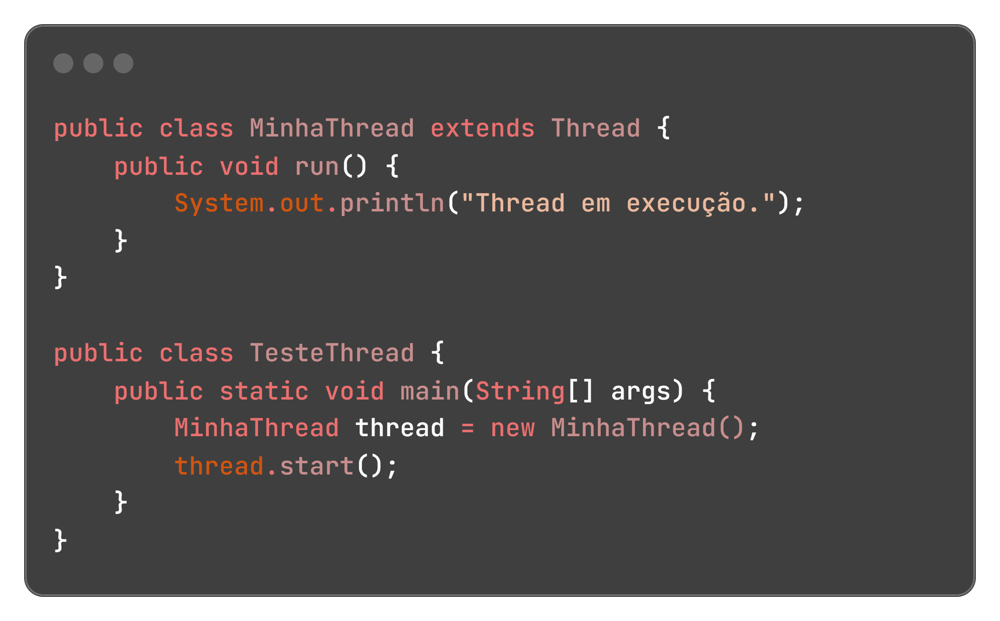 public class MinhaThread extends Thread {
    public void run() {
        System.out.println("Thread em execução.");
    }
}

public class TesteThread {
    public static void main(String[] args) {
        MinhaThread thread = new MinhaThread();
        thread.start();
    }
}